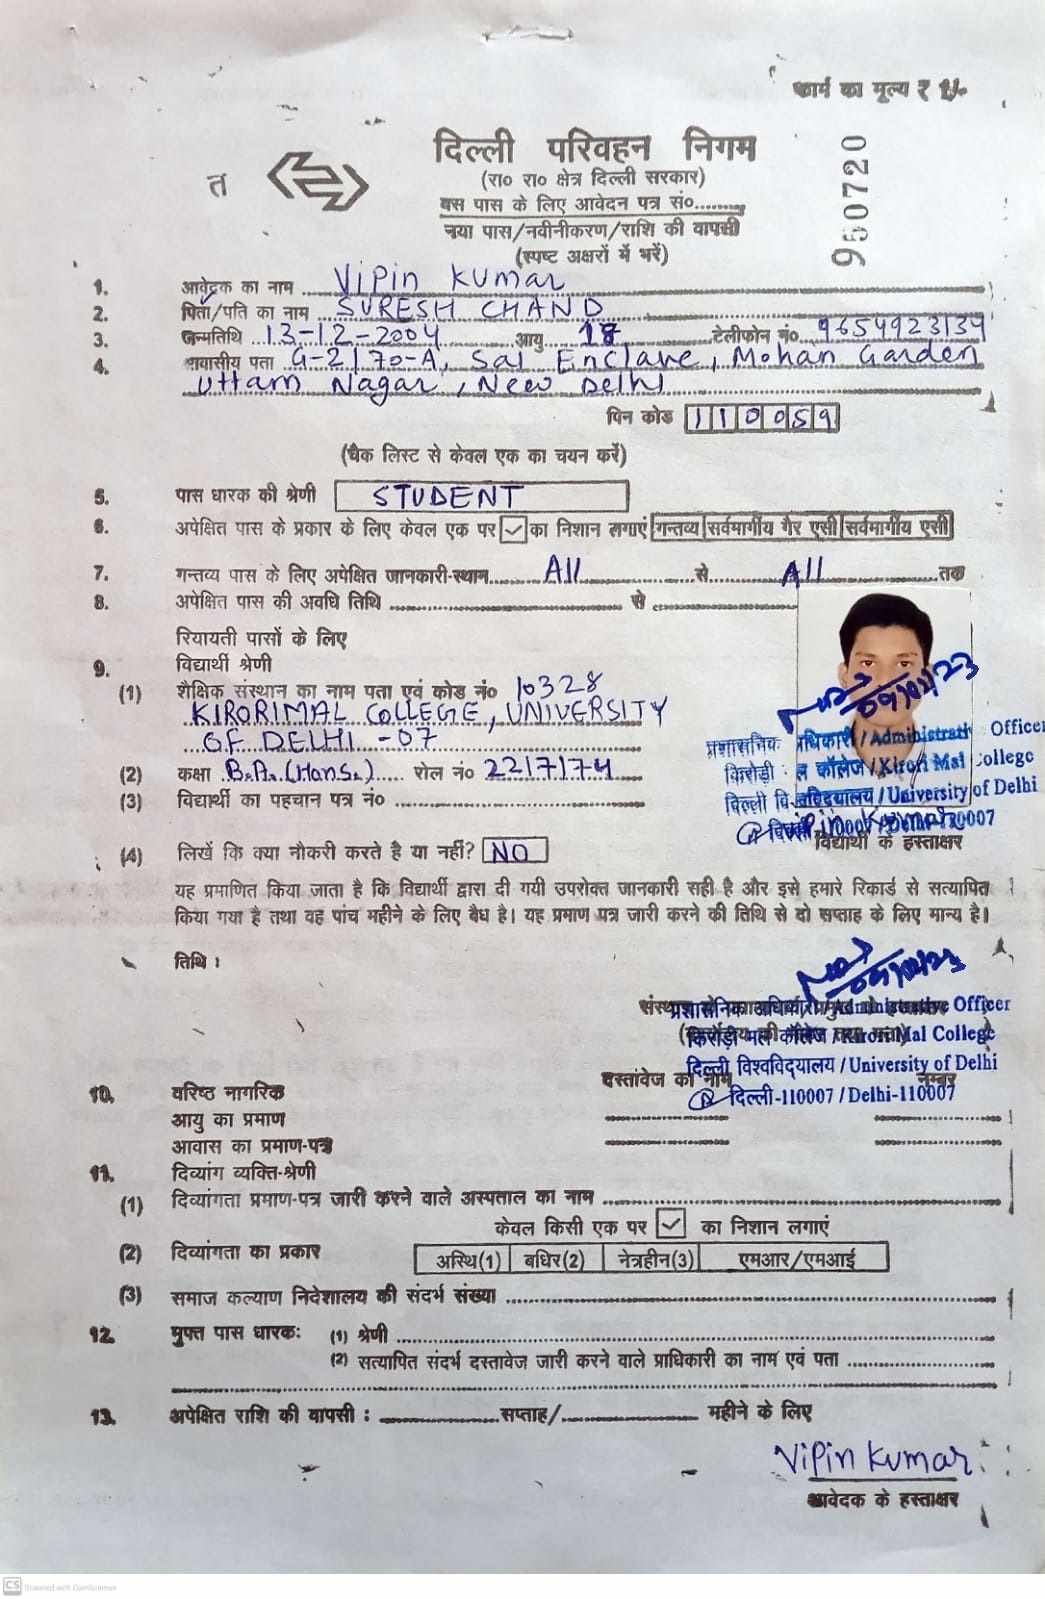 फार्म का मूल्य ₹
त
दिल्ली परिवहन निगम
(रा० रा० क्षेत्र दिल्ली सरकार)
बस पास के लिए आवेदन पत्र सं०........
नया पास/नवीनीकरण/राशि की वापसी
(स्पष्ट अक्षरों में भरें)
950720
1. आवेदक का नाम Vipin Kumar
2. पिता/पति का नाम SURESH CHAND
3. जन्मतिथि 13-12-2004 आयु 18 टेलीफोन नं० 9654923134
4. पता G-2/70-A, Sai Enclave, Mohan Garden
Uttam Nagar, New Delhi
पिन कोड 110059
(चैक लिस्ट से केवल एक का चयन करें)
5. पास धारक की श्रेणी STUDENT
6. अपेक्षित पास के प्रकार के लिए केवल एक पर ✓ का निशान लगाएं गन्तव्य सर्वमार्गीय गैर एसी सर्वमार्गीय एसी
7. गन्तव्य पास के लिए अपेक्षित जानकारी-स्थान All से All तक
8. अपेक्षित पास की अवधि तिथि से
रियायती पासों के लिए
9. विद्यार्थी श्रेणी
(1) शैक्षिक संस्थान का नाम पता एवं कोड नं० 10328
KIRORIMAL COLLEGE, UNIVERSITY
OF DELHI -07
(2) कक्षा B.A. (Hons.) रोल नं० 2217174
(3) विद्यार्थी का पहचान पत्र नं०
प्रशासनिक अधिकारी / Administrative Officer
किरोड़ी मल कॉलेज / Kirori Mal College
दिल्ली विश्वविद्यालय / University of Delhi
दिल्ली-110007 / Delhi-110007
Vipin Kumar
विद्यार्थी के हस्ताक्षर
(4) लिखें कि क्या नौकरी करते है या नहीं? NO
यह प्रमाणित किया जाता है कि विद्यार्थी द्वारा दी गयी उपरोक्त जानकारी सही है और इसे हमारे रिकार्ड से सत्यापित
किया गया है तथा वह पांच महीने के लिए बैध है। यह प्रमाण पत्र जारी करने की तिथि से दो सप्ताह के लिए मान्य है।
तिथि :
प्रशासनिक अधिकारी / Administrative Officer
किरोड़ी मल कॉलेज / Kirori Mal College
दिल्ली विश्वविद्यालय / University of Delhi
दिल्ली-110007 / Delhi-110007
10. वरिष्ठ नागरिक दस्तावेज का नाम नम्बर
आयु का प्रमाण
आवास का प्रमाण-पत्र
11. दिव्यांग व्यक्ति-श्रेणी
(1) दिव्यांगता प्रमाण-पत्र जारी करने वाले अस्पताल का नाम
केवल किसी एक पर ✓ का निशान लगाएं
(2) दिव्यांगता का प्रकार अस्थि(1) बधिर(2) नेत्रहीन(3) एमआर/एमआई
(3) समाज कल्याण निदेशालय की संदर्भ संख्या
12. मुफ्त पास धारकः (1) श्रेणी
(2) सत्यापित संदर्भ दस्तावेज जारी करने वाले प्राधिकारी का नाम एवं पता
13. अपेक्षित राशि की वापसी : सप्ताह/ महीने के लिए
Vipin Kumar
आवेदक के हस्ताक्षर
CS Scanned with CamScanner